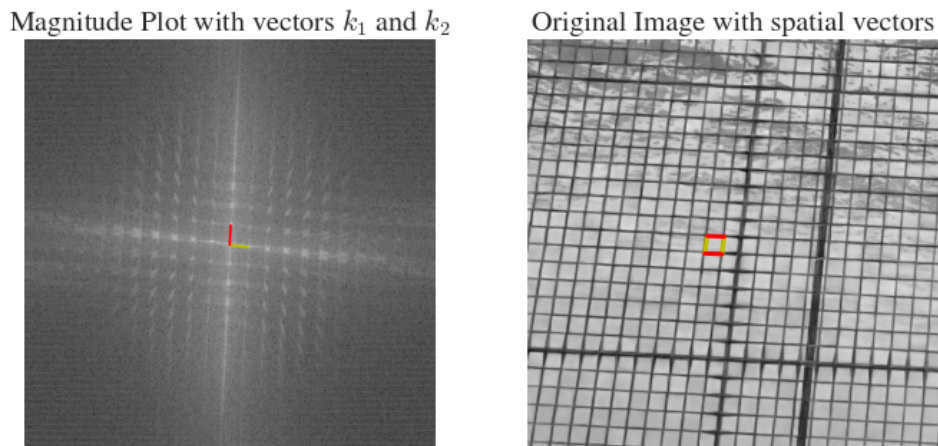 Magnitude Plot with vectors k₁ and k₂
Original Image with spatial vectors